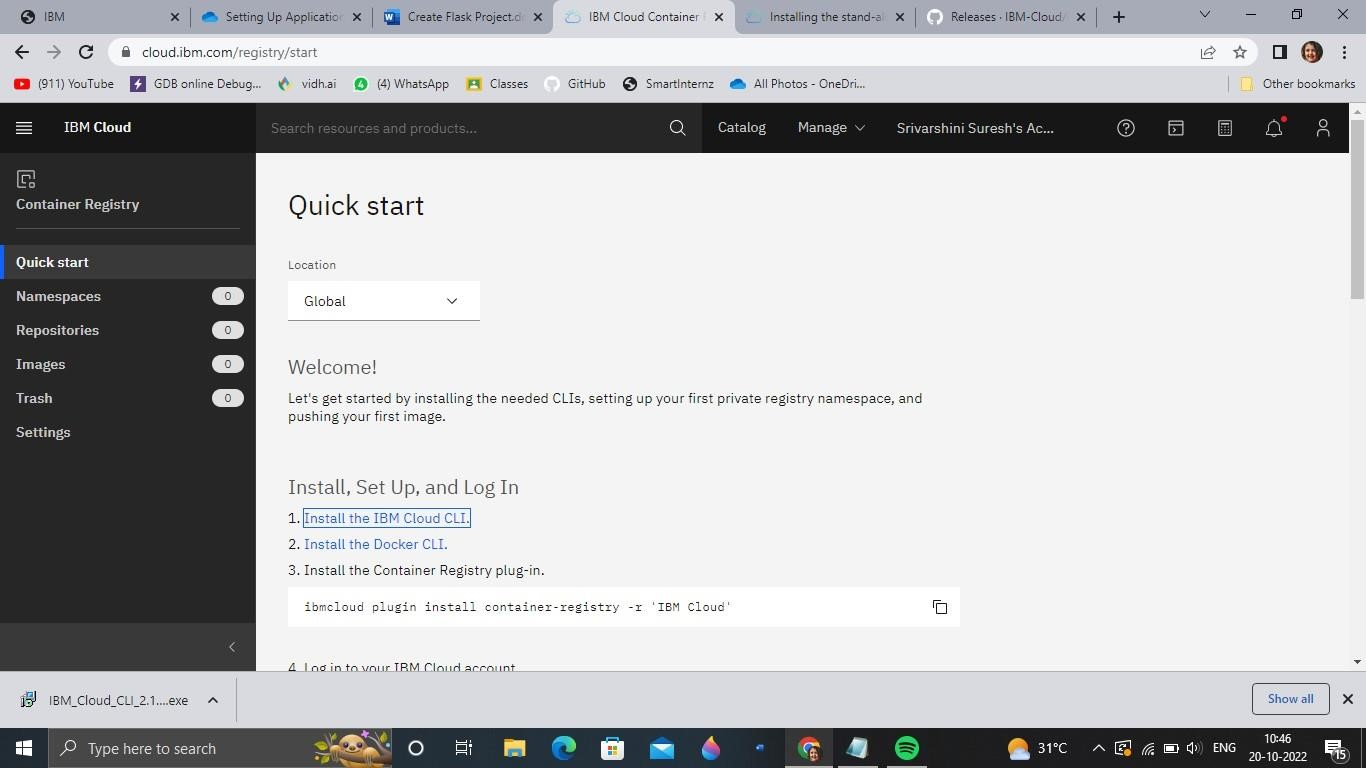 IBM
Setting Up Application
Create Flask Project.d
IBM Cloud Container
Installing the stand-al
Releases · IBM-Cloud/
cloud.ibm.com/registry/start
(911) YouTube
GDB online Debug...
vidh.ai
(4) WhatsApp
Classes
GitHub
SmartInternz
All Photos - OneDri...
Other bookmarks
IBM Cloud
Search resources and products...
Catalog
Manage
Srivarshini Suresh's Ac...
Container Registry
Quick start
Namespaces 0
Repositories 0
Images 0
Trash 0
Settings
Quick start
Location
Global
Welcome!
Let's get started by installing the needed CLIs, setting up your first private registry namespace, and
pushing your first image.
Install, Set Up, and Log In
1. Install the IBM Cloud CLI.
2. Install the Docker CLI.
3. Install the Container Registry plug-in.
ibmcloud plugin install container-registry -r 'IBM Cloud'
4. Log in to your IBM Cloud account
IBM_Cloud_CLI_2.1....exe
Show all
Type here to search
31°C
ENG
10:46
20-10-2022
15